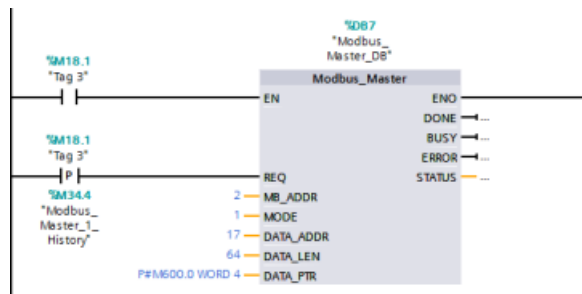 %DB7
"Modbus_
Master_DB"
%M18.1
"Tag 3"
Modbus_Master
EN
ENO
DONE
...
BUSY
...
%M18.1
"Tag 3"
ERROR
...
P
REQ
STATUS
...
%M34.4
"Modbus_
Master_1_
History"
2
MB_ADDR
1
MODE
17
DATA_ADDR
64
DATA_LEN
P#M600.0 WORD 4
DATA_PTR